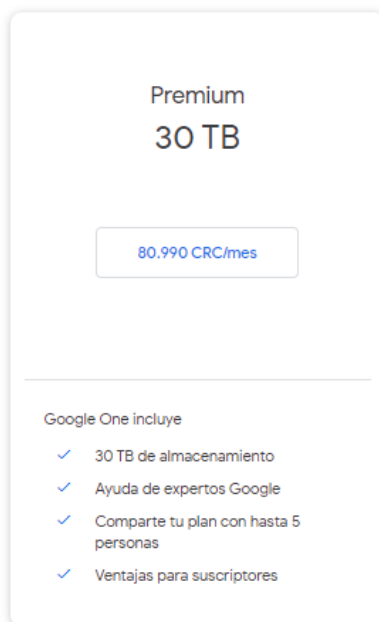 Premium
30 TB
80.990 CRC/mes
Google One incluye
30 TB de almacenamiento
Ayuda de expertos Google
Comparte tu plan con hasta 5
personas
Ventajas para suscriptores